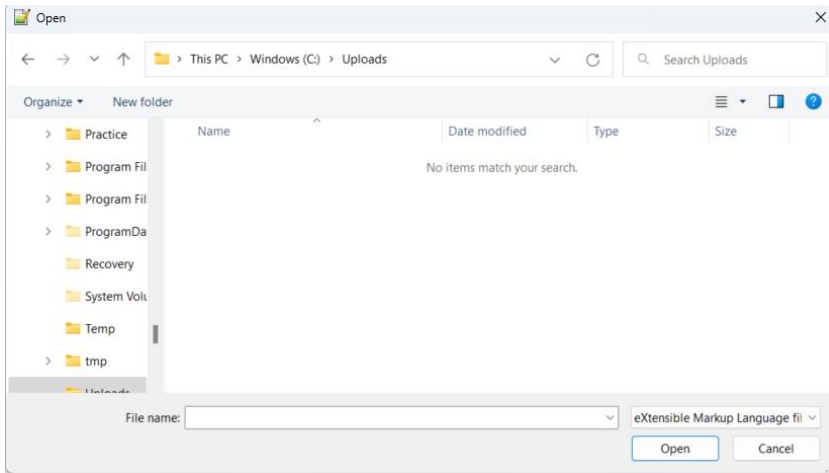 Open
This PC > Windows (C:) > Uploads
Search Uploads
Organize
New folder
Name
Date modified
Type
Size
No items match your search.
Practice
Program Fil
Program Fil
ProgramDa
Recovery
System Volu
Temp
tmp
Uploads
File name:
eXtensible Markup Language fil
Open
Cancel